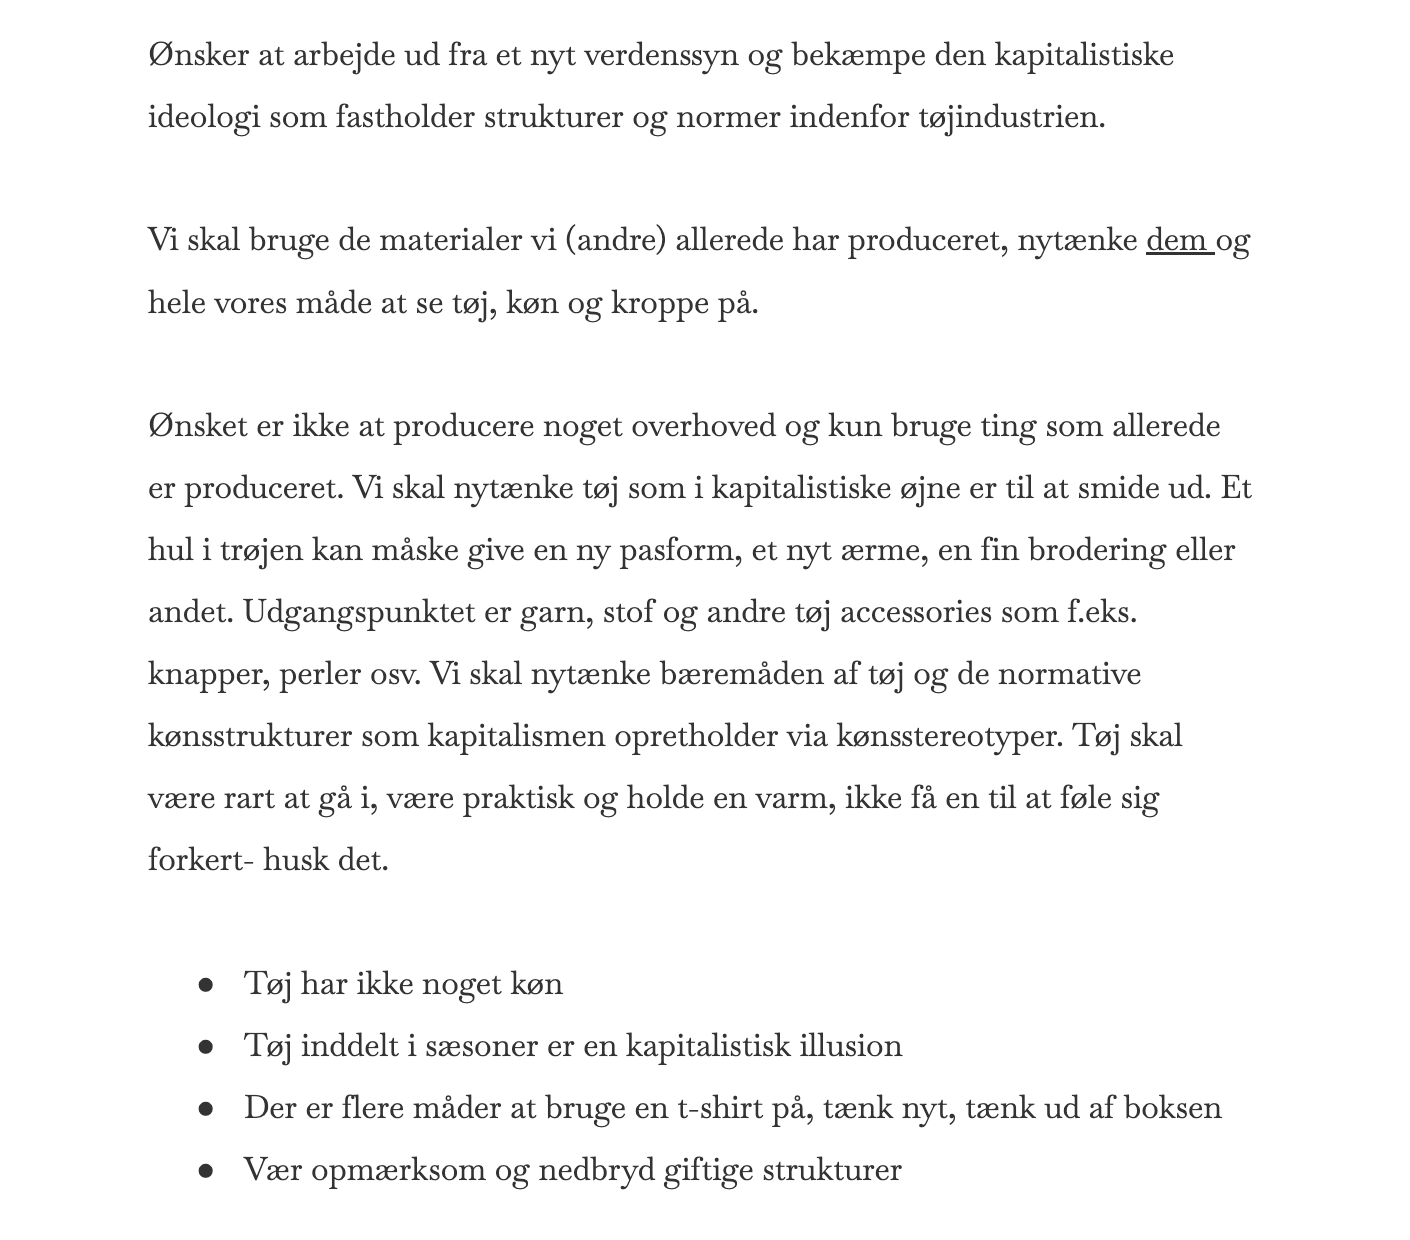 Ønsker at arbejde ud fra et nyt verdenssyn og bekæmpe den kapitalistiske
ideologi som fastholder strukturer og normer indenfor tøjindustrien.
Vi skal bruge de materialer vi (andre) allerede har produceret, nytænke dem og
hele vores måde at se tøj, køn og kroppe på.
Ønsket er ikke at producere noget overhoved og kun bruge ting som allerede
er produceret. Vi skal nytænke tøj som i kapitalistiske øjne er til at smide ud. Et
hul i trøjen kan måske give en ny pasform, et nyt ærme, en fin brodering eller
andet. Udgangspunktet er garn, stof og andre tøj accessories som f.eks.
knapper, perler osv. Vi skal nytænke bæremåden af tøj og de normative
kønsstrukturer som kapitalismen opretholder via kønsstereotyper. Tøj skal
være rart at gå i, være praktisk og holde en varm, ikke få en til at føle sig
forkert- husk det.
● Tøj har ikke noget køn
● Tøj inddelt i sæsoner er en kapitalistisk illusion
● Der er flere måder at bruge en t-shirt på, tænk nyt, tænk ud af boksen
● Vær opmærksom og nedbryd giftige strukturer